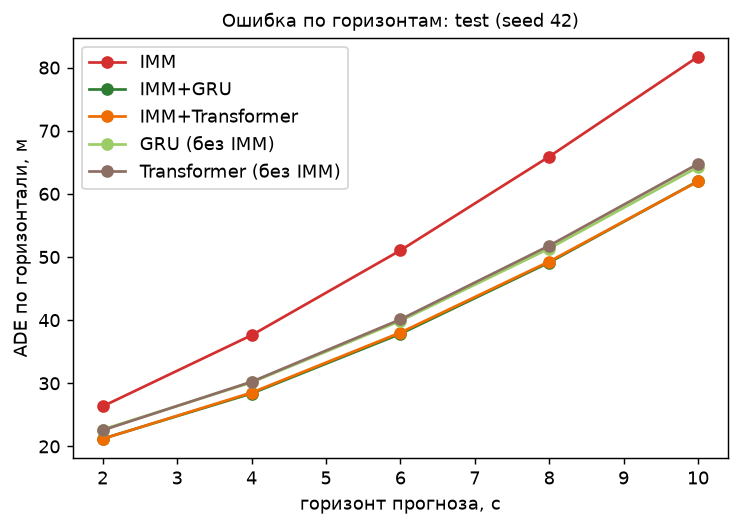 Ошибка по горизонтам: test (seed 42)
IMM
IMM+GRU
IMM+Transformer
GRU (без IMM)
Transformer (без IMM)
ADE по горизонтали, м
80
70
60
50
40
30
20
2 3 4 5 6 7 8 9 10
горизонт прогноза, с